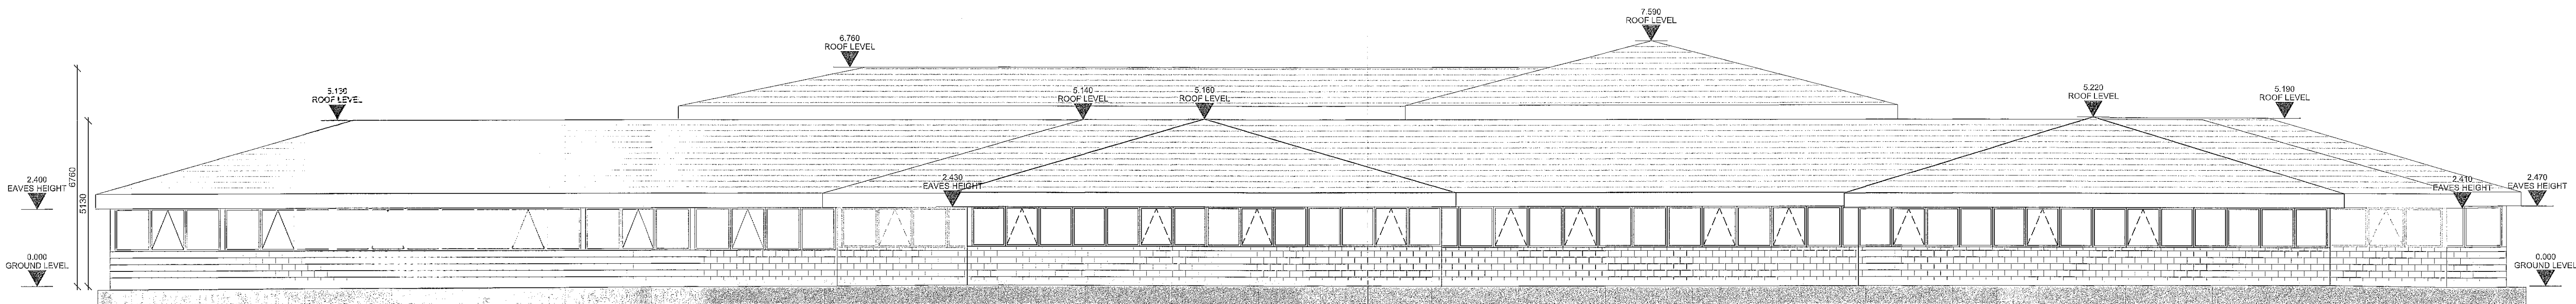 7.590
ROOF LEVEL
6.760
ROOF LEVEL
5.130
ROOF LEVEL
5.140
ROOF LEVEL
5.160
ROOF LEVEL
5.220
ROOF LEVEL
5.190
ROOF LEVEL
2.400
EAVES HEIGHT
6760
5130
2.430
EAVES HEIGHT
2.410
EAVES HEIGHT
2.470
EAVES HEIGHT
0.000
GROUND LEVEL
0.000
GROUND LEVEL